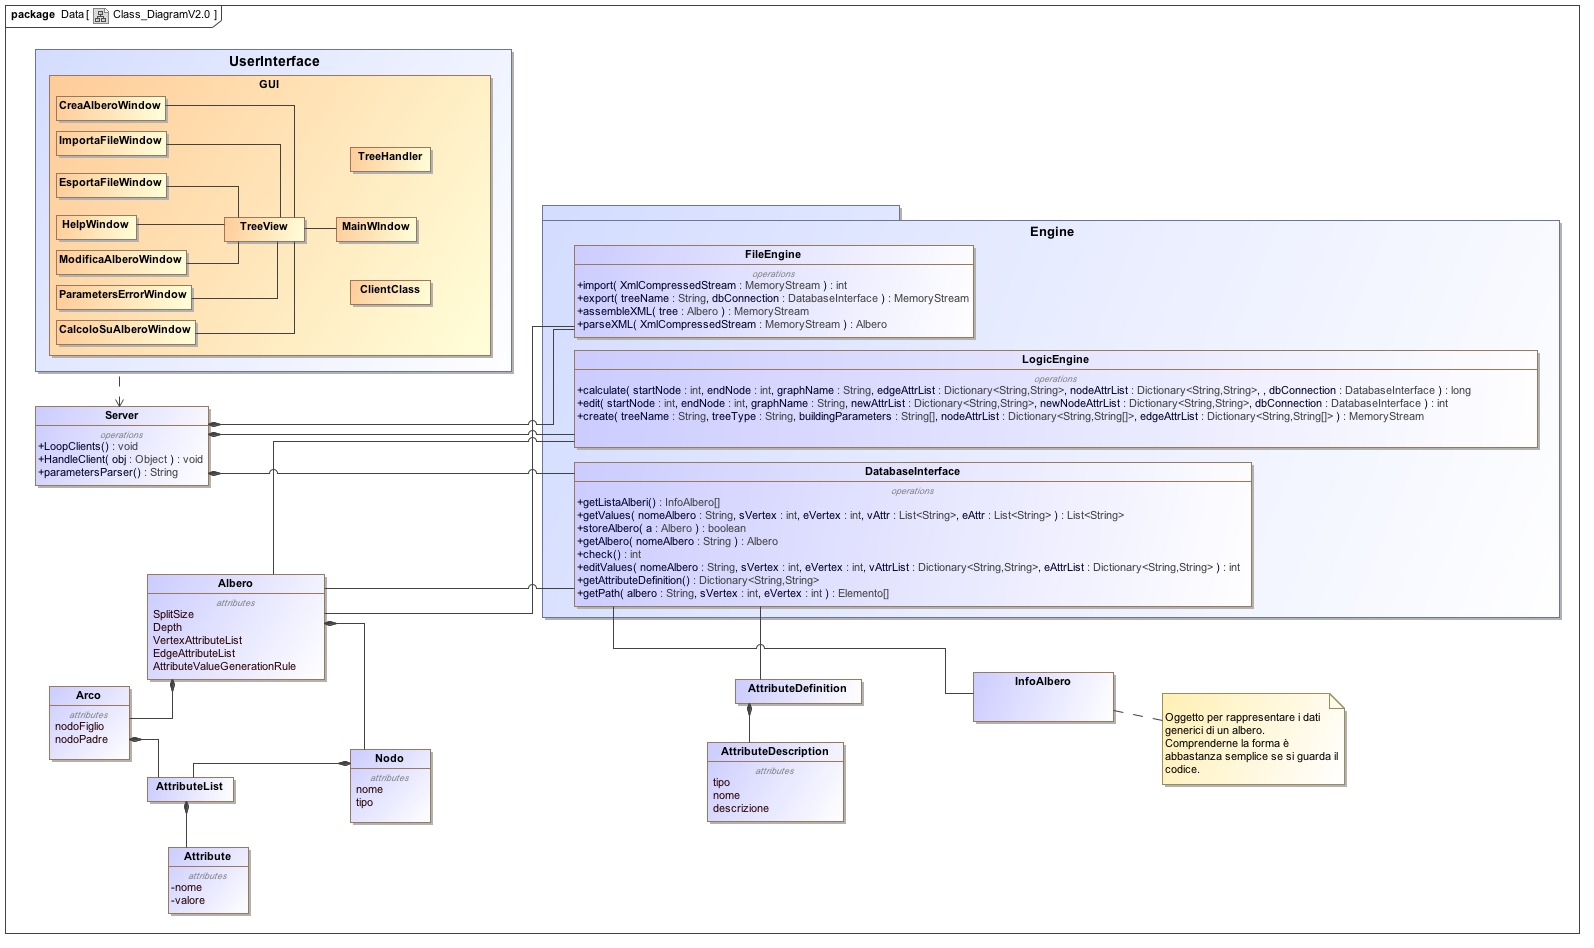 package Data [ Class_DiagramV2.0 ]
UserInterface
GUI
CreaAlberoWindow
ImportaFileWindow
TreeHandler
EsportaFileWindow
HelpWindow
TreeView
MainWIndow
ModificaAlberoWindow
ParametersErrorWindow
ClientClass
CalcoloSuAlberoWindow
Engine
FileEngine
operations
+import( XmlCompressedStream : MemoryStream ) : int
+export( treeName : String, dbConnection : DatabaseInterface ) : MemoryStream
+assembleXML( tree : Albero ) : MemoryStream
+parseXML( XmlCompressedStream : MemoryStream ) : Albero
LogicEngine
operations
+calculate( startNode : int, endNode : int, graphName : String, edgeAttrList : Dictionary<String,String>, nodeAttrList : Dictionary<String,String>, , dbConnection : DatabaseInterface ) : long
+edit( startNode : int, endNode : int, graphName : String, newAttrList : Dictionary<String,String>, newNodeAttrList : Dictionary<String,String>, dbConnection : DatabaseInterface ) : int
+create( treeName : String, treeType : String, buildingParameters : String[], nodeAttrList : Dictionary<String,String[]>, edgeAttrList : Dictionary<String,String[]> ) : MemoryStream
Server
operations
+LoopClients() : void
+HandleClient( obj : Object ) : void
+parametersParser() : String
DatabaseInterface
operations
+getListaAlberi() : InfoAlbero[]
+getValues( nomeAlbero : String, sVertex : int, eVertex : int, vAttr : List<String>, eAttr : List<String> ) : List<String>
+storeAlbero( a : Albero ) : boolean
+getAlbero( nomeAlbero : String ) : Albero
+check() : int
+editValues( nomeAlbero : String, sVertex : int, eVertex : int, vAttrList : Dictionary<String,String>, eAttrList : Dictionary<String,String> ) : int
+getAttributeDefinition() : Dictionary<String,String>
+getPath( albero : String, sVertex : int, eVertex : int ) : Elemento[]
Albero
attributes
SplitSize
Depth
VertexAttributeList
EdgeAttributeList
AttributeValueGenerationRule
Arco
attributes
nodoFiglio
nodoPadre
AttributeList
Nodo
attributes
nome
tipo
Attribute
attributes
-nome
-valore
AttributeDefinition
AttributeDescription
attributes
tipo
nome
descrizione
InfoAlbero
Oggetto per rappresentare i dati
generici di un albero.
Comprenderne la forma è
abbastanza semplice se si guarda il
codice.